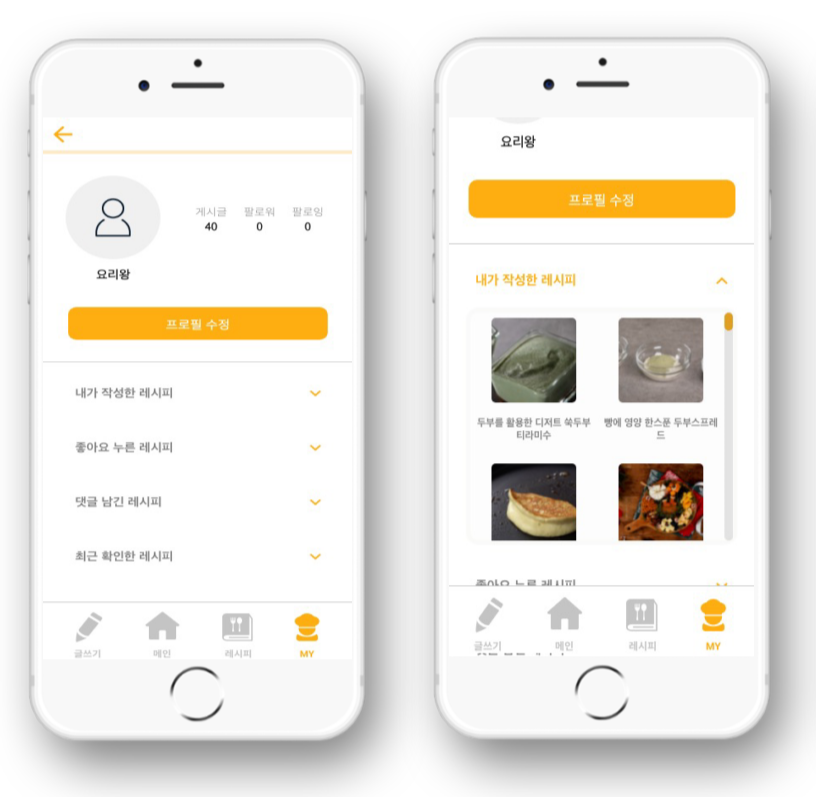 게시글 팔로워 팔로잉
40 0 0
요리왕
프로필 수정
내가 작성한 레시피
좋아요 누른 레시피
댓글 남긴 레시피
최근 확인한 레시피
글쓰기 메인 레시피 MY
요리왕
프로필 수정
내가 작성한 레시피
두부를 활용한 디저트 쑥두부
티라미수
빵에 영양 한스푼 두부스프레
드
좋아요 누른 레시피
글쓰기 메인 레시피 MY